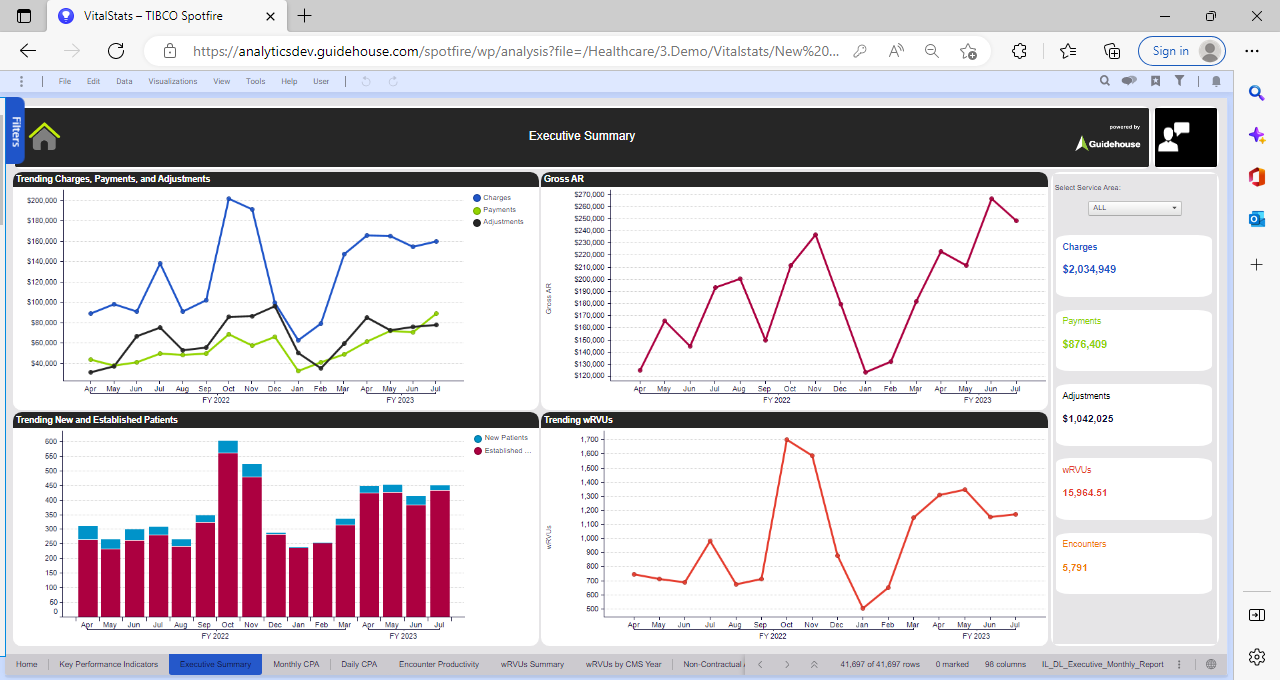 VitalStats – TIBCO Spotfire
https://analyticsdev.guidehouse.com/spotfire/wp/analysis?file=/Healthcare/3.Demo/Vitalstats/New%20...
Sign in
File Edit Data Visualizations View Tools Help User
Filters
Executive Summary
powered by
Guidehouse
Trending Charges, Payments, and Adjustments
Charges
Payments
Adjustments
$200,000
$180,000
$160,000
$140,000
$120,000
$100,000
$80,000
$60,000
$40,000
Apr May Jun Jul Aug Sep Oct Nov Dec Jan Feb Mar Apr May Jun Jul
FY 2022 FY 2023
Gross AR
$270,000
$260,000
$250,000
$240,000
$230,000
$220,000
$210,000
$200,000
$190,000
$180,000
$170,000
$160,000
$150,000
$140,000
$130,000
$120,000
Gross AR
Apr May Jun Jul Aug Sep Oct Nov Dec Jan Feb Mar Apr May Jun Jul
FY 2022 FY 2023
Select Service Area:
ALL
Charges
$2,034,949
Payments
$876,409
Adjustments
$1,042,025
wRVUs
15,964.51
Encounters
5,791
Trending New and Established Patients
New Patients
Established ...
600
550
500
450
400
350
300
250
200
150
100
50
0
Apr May Jun Jul Aug Sep Oct Nov Dec Jan Feb Mar Apr May Jun Jul
FY 2022 FY 2023
Trending wRVUs
1,700
1,600
1,500
1,400
1,300
1,200
1,100
1,000
900
800
700
600
500
wRVUs
Apr May Jun Jul Aug Sep Oct Nov Dec Jan Feb Mar Apr May Jun Jul
FY 2022 FY 2023
Home Key Performance Indicators Executive Summary Monthly CPA Daily CPA Encounter Productivity wRVUs Summary wRVUs by CMS Year Non-Contractual 41,697 of 41,697 rows 0 marked 98 columns IL_DL_Executive_Monthly_Report